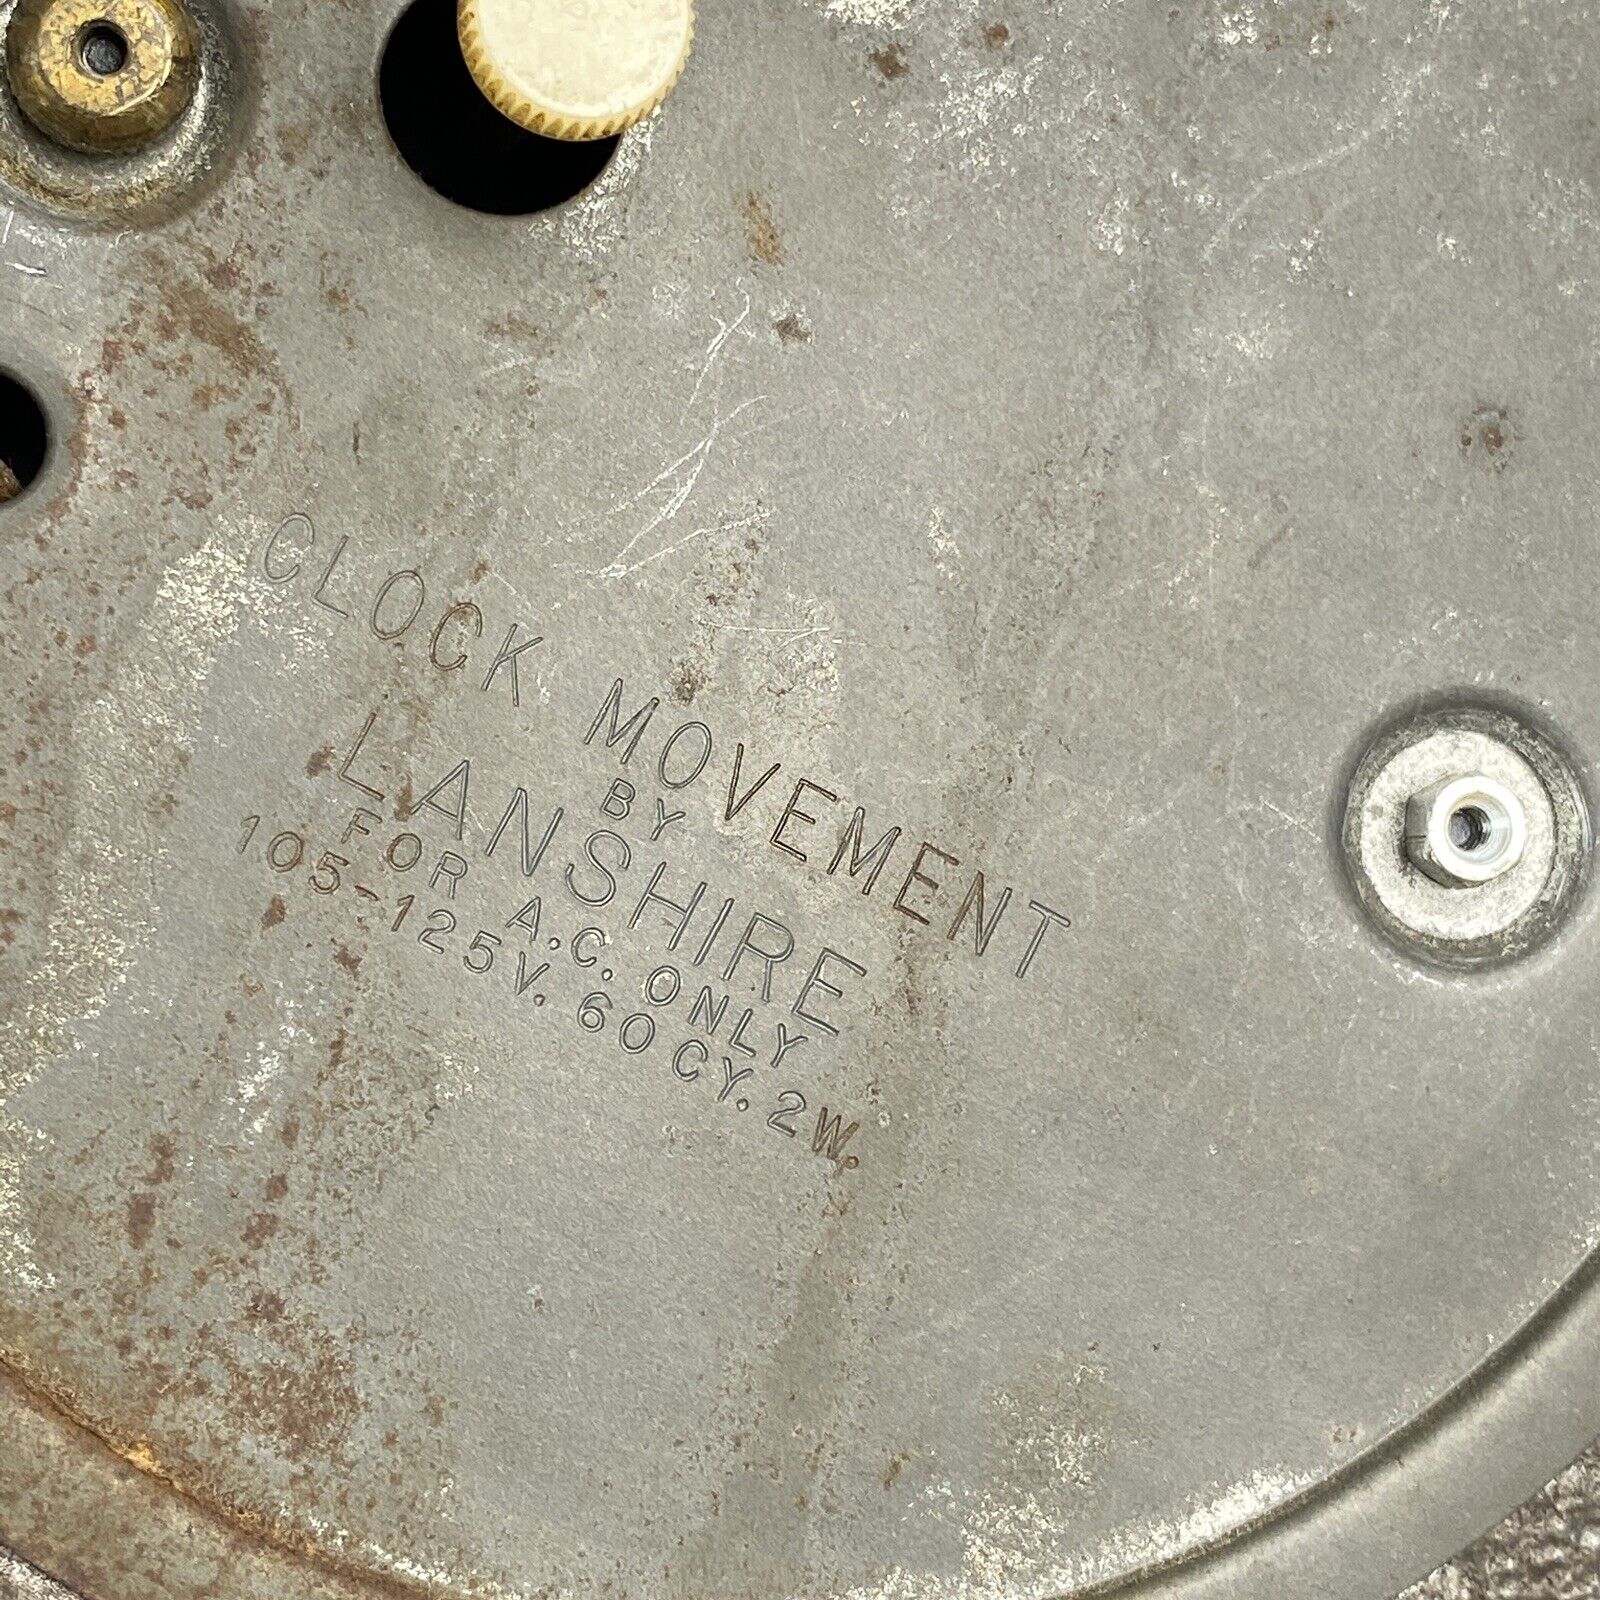 CLOCK MOVEMENT
BY
LANSHIRE
FOR A.C. ONLY
105-125V. 60 CY. 2W.